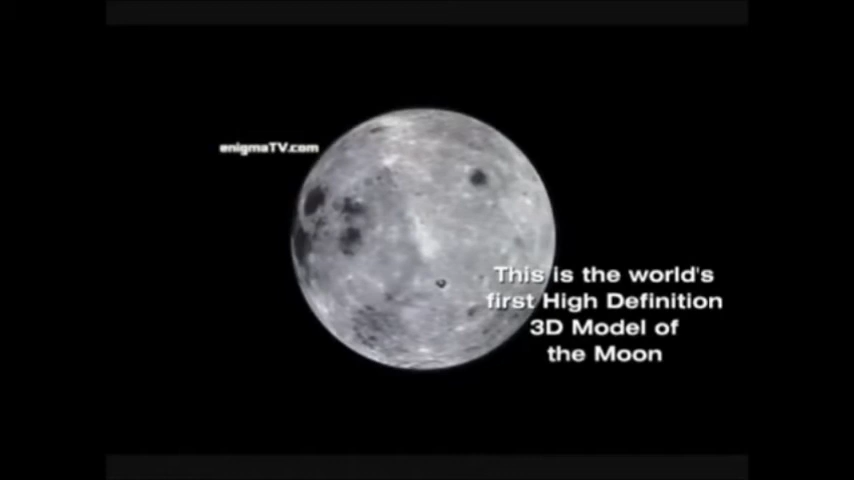 enigmaTV.com
This is the world's
first High Definition
3D Model of
the Moon